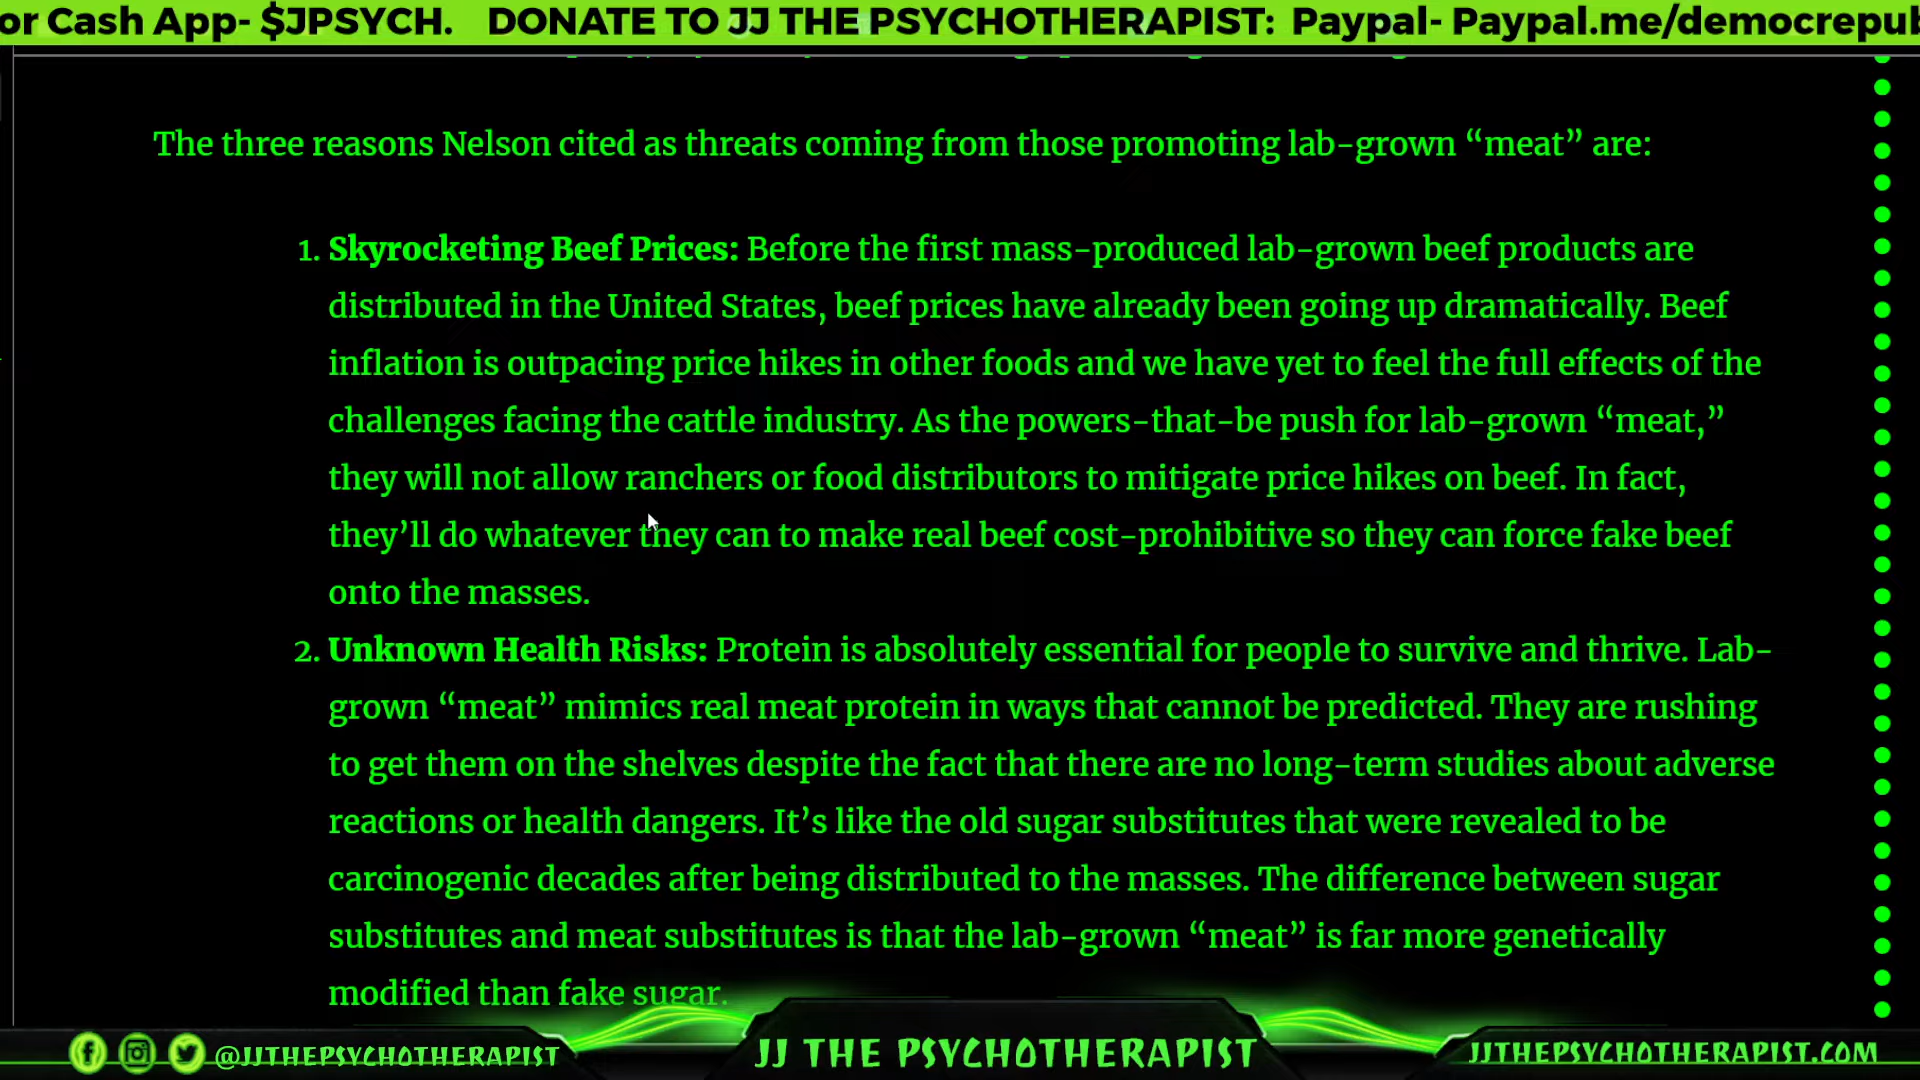 or Cash App- $JPSYCH. DONATE TO JJ THE PSYCHOTHERAPIST: Paypal- Paypal.me/democrepub
The three reasons Nelson cited as threats coming from those promoting lab-grown “meat” are:
1. Skyrocketing Beef Prices: Before the first mass-produced lab-grown beef products are
distributed in the United States, beef prices have already been going up dramatically. Beef
inflation is outpacing price hikes in other foods and we have yet to feel the full effects of the
challenges facing the cattle industry. As the powers-that-be push for lab-grown “meat,”
they will not allow ranchers or food distributors to mitigate price hikes on beef. In fact,
they’ll do whatever they can to make real beef cost-prohibitive so they can force fake beef
onto the masses.
2. Unknown Health Risks: Protein is absolutely essential for people to survive and thrive. Lab-
grown “meat” mimics real meat protein in ways that cannot be predicted. They are rushing
to get them on the shelves despite the fact that there are no long-term studies about adverse
reactions or health dangers. It’s like the old sugar substitutes that were revealed to be
carcinogenic decades after being distributed to the masses. The difference between sugar
substitutes and meat substitutes is that the lab-grown “meat” is far more genetically
modified than fake sugar.
@JJTHEPSYCHOTHERAPIST
JJ THE PSYCHOTHERAPIST
JJTHEPSYCHOTHERAPIST.COM